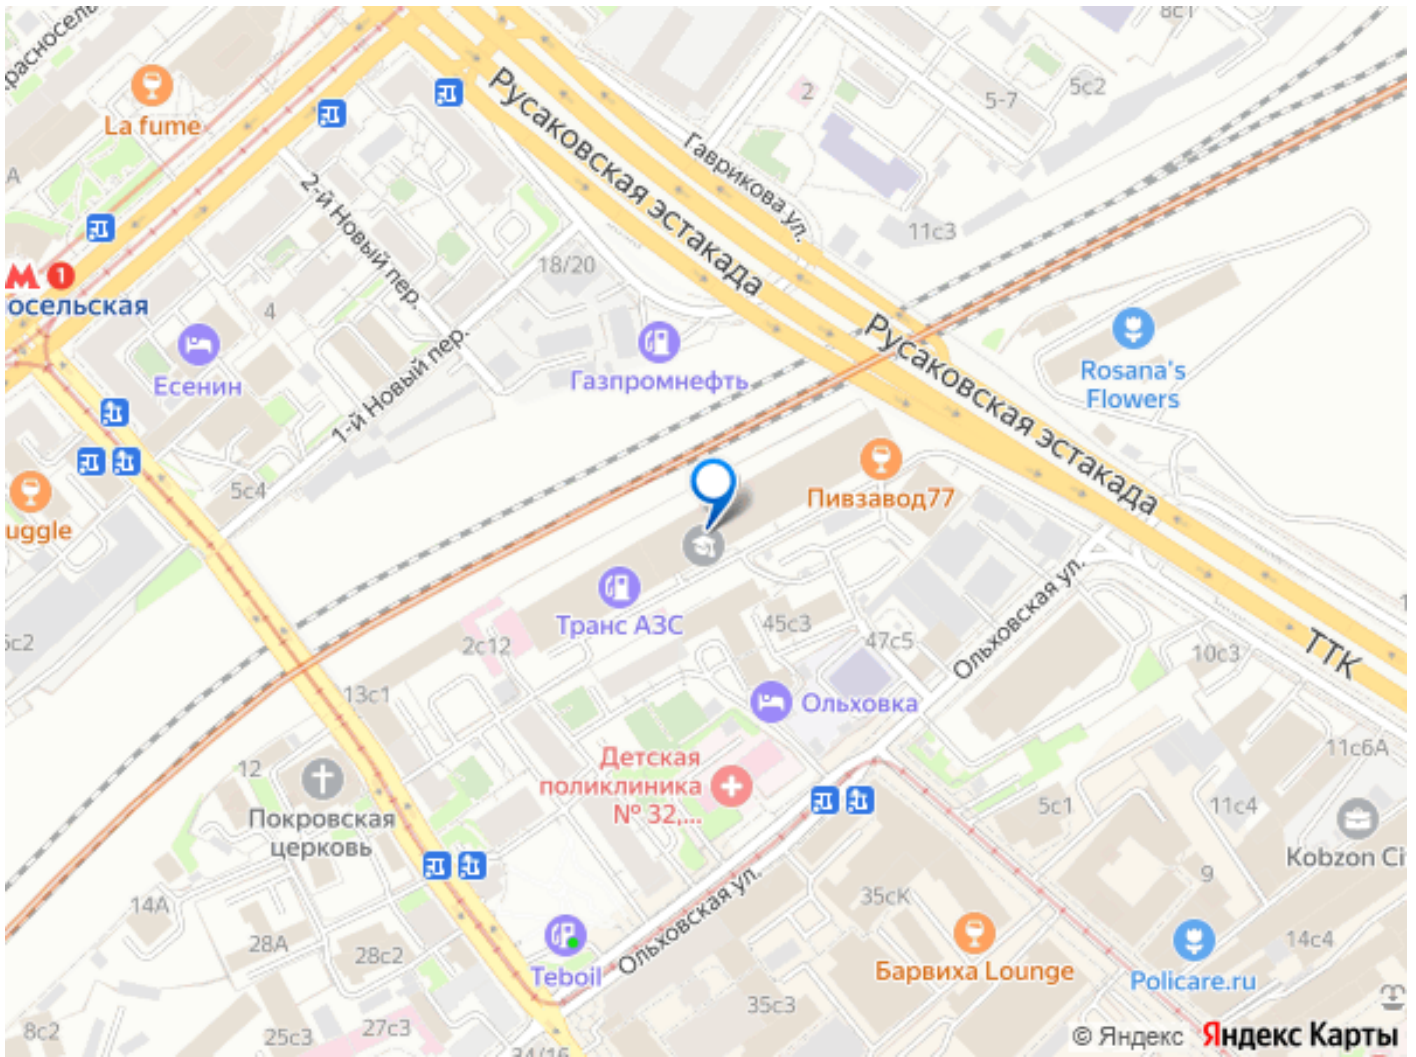 8с1
La fume
2
5-7
5с2
Русаковская эстакада
Гаврикова ул.
А
2-й Новый пер.
11с3
18/20
М 1
осельская
4
Есенин
1-й Новый пер.
Газпромнефть
Русаковская эстакада
Rosana's
Flowers
5с4
uggle
Пивзавод77
Транс АЗС
45с3
47с5
Ольховская ул.
2с12
10с3
ТТК
13с1
Ольховка
11с6А
Детская
поликлиника
№ 32,...
12
Покровская
церковь
5с1
11с4
Kobzon Ci
9
14А
35сК
28А
28с2
Ольховская ул.
14с4
Teboil
Барвиха Lounge
Policare.ru
35с3
8с2
25с3
27с3
34/16
© Яндекс Яндекс Карты